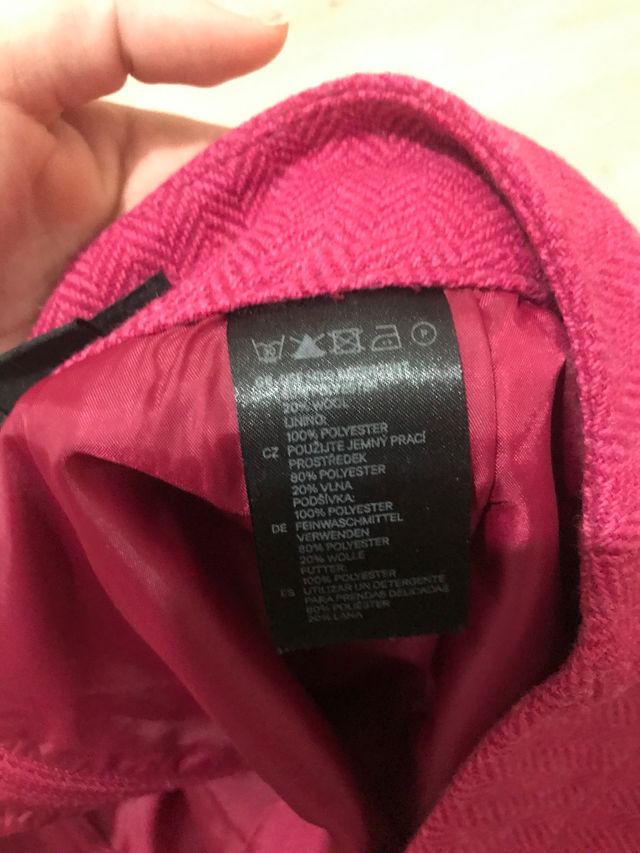 P
20% WOOL
LINING:
100% POLYESTER
CZ POUŽIJTE JEMNÝ PRACÍ
PROSTŘEDEK
80% POLYESTER
20% VLNA
PODŠÍVKA:
100% POLYESTER
DE FEINWASCHMITTEL
VERWENDEN
80% POLYESTER
20% WOLLE
FUTTER:
100% POLYESTER
ES UTILIZAR UN DETERGENTE
PARA PRENDAS DELICADAS
80% POLIÉSTER
20% LANA